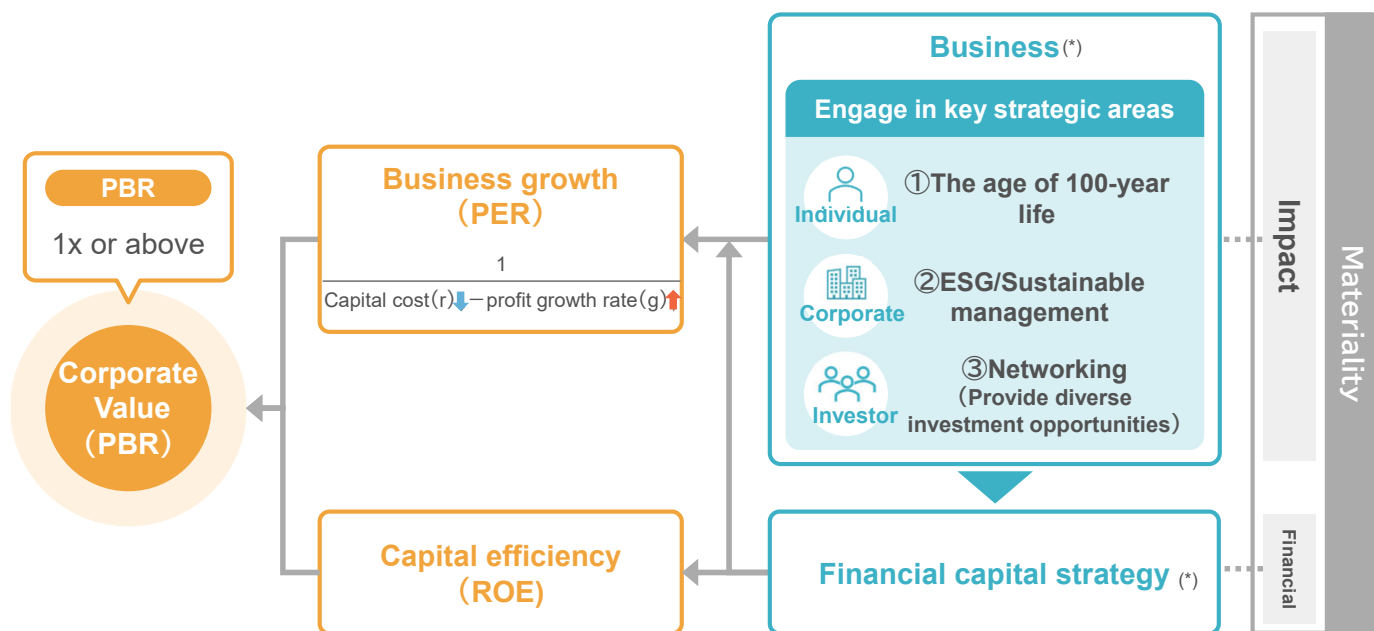 PBR
1x or above
Corporate
Value
（PBR）
Business growth
（PER）
1
Capital cost（r） －profit growth rate（g）
Capital efficiency
（ROE)
Business (*)
Engage in key strategic areas
Individual
①The age of 100-year
life
Corporate
②ESG/Sustainable
management
Investor
③Networking
（Provide diverse
investment opportunities）
Financial capital strategy (*)
Impact
Financial
Materiality